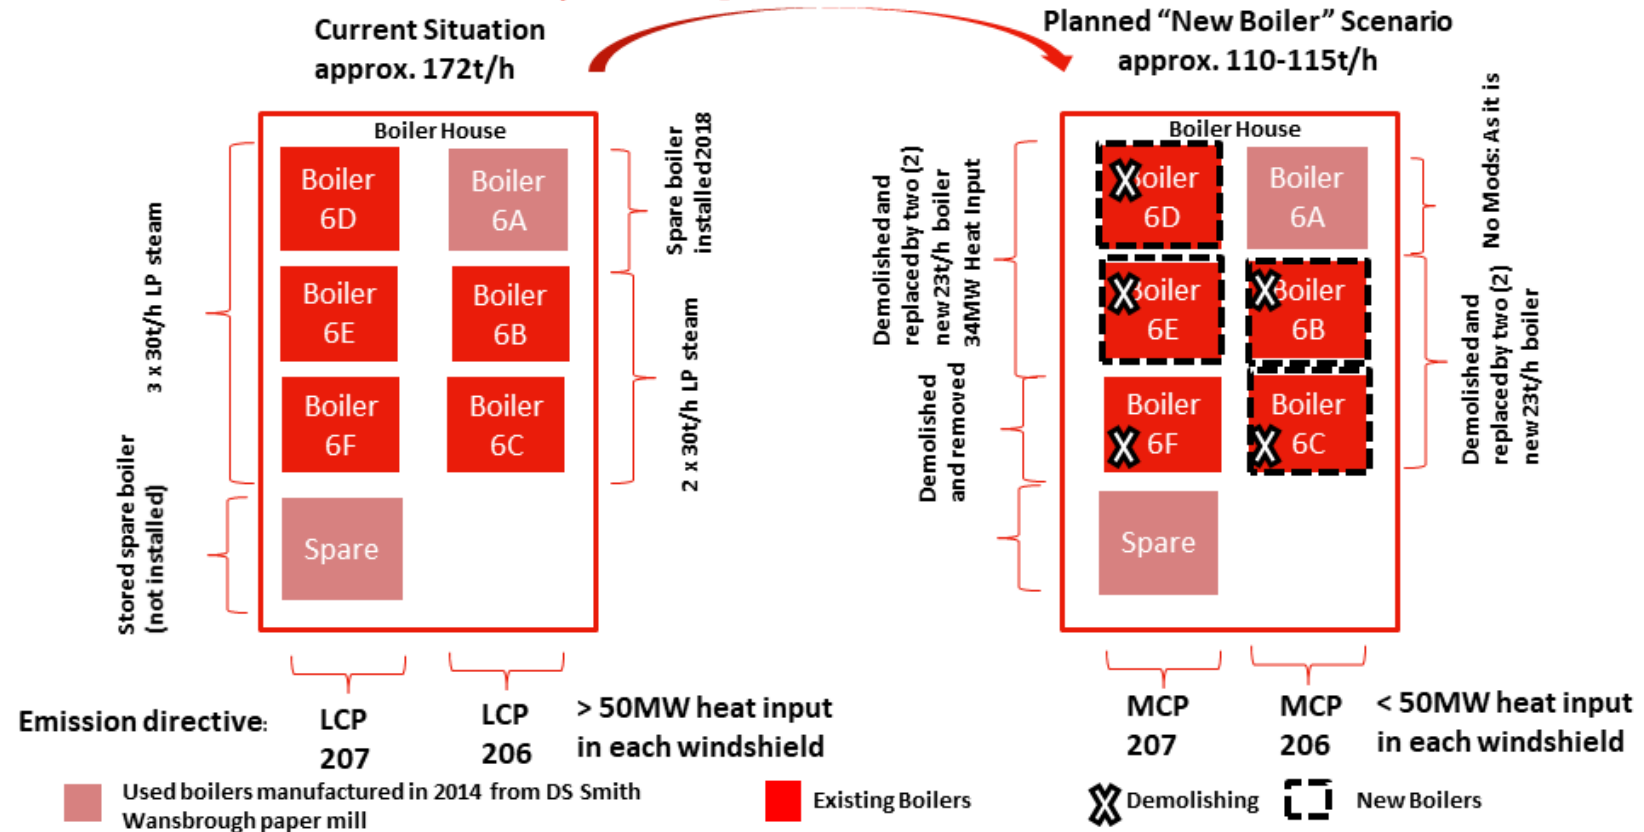 Current Situation
approx. 172t/h
Planned “New Boiler” Scenario
approx. 110-115t/h
Boiler House
3 x 30t/h LP steam
Boiler
6D
Boiler
6A
Spare boiler
installed2018
Boiler
6E
Boiler
6B
Boiler
6F
Boiler
6C
2 x 30t/h LP steam
Stored spare boiler
(not installed)
Spare
Boiler House
Demolished and
replaced by two (2)
new 23t/h boiler
34MW Heat Input
Boiler
6D
Boiler
6A
No Mods: As it is
Boiler
6E
Boiler
6B
Demolished
and removed
Boiler
6F
Boiler
6C
Demolished and
replaced by two (2)
new 23t/h boiler
Spare
Emission directive:
LCP
207
LCP
206
> 50MW heat input
in each windshield
MCP
207
MCP
206
< 50MW heat input
in each windshield
Used boilers manufactured in 2014 from DS Smith
Wansbrough paper mill
Existing Boilers
Demolishing
New Boilers